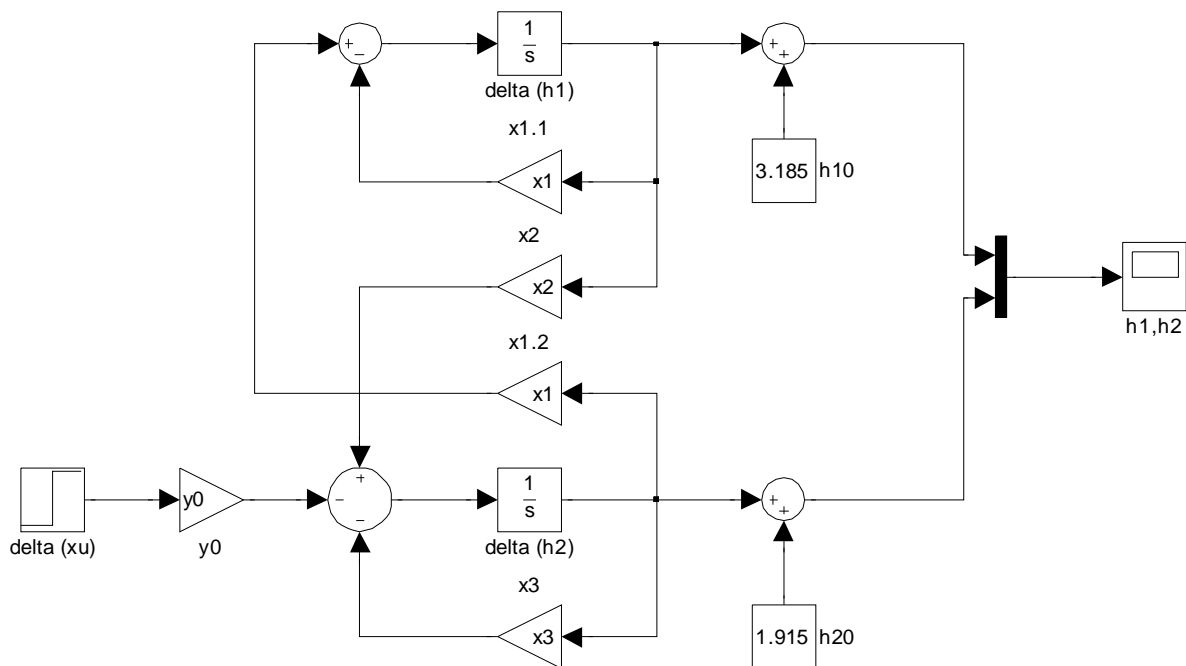 +
−
1
s
delta (h1)
+
+
x1.1
x1
3.185
h10
x2
x2
h1,h2
x1.2
x1
+
−
−
1
s
delta (h2)
+
+
y0
delta (xu)
y0
x3
x3
1.915
h20